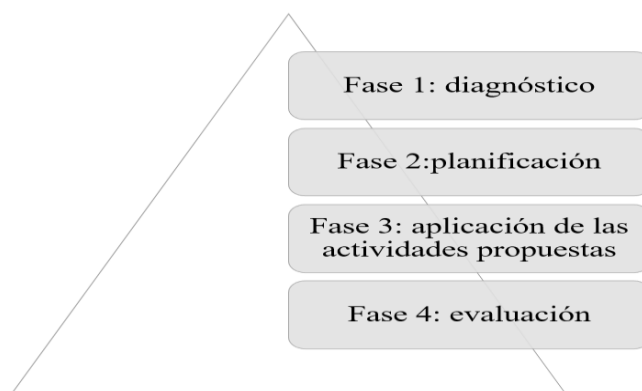 Fase 1: diagnóstico
Fase 2:planificación
Fase 3: aplicación de las
actividades propuestas
Fase 4: evaluación